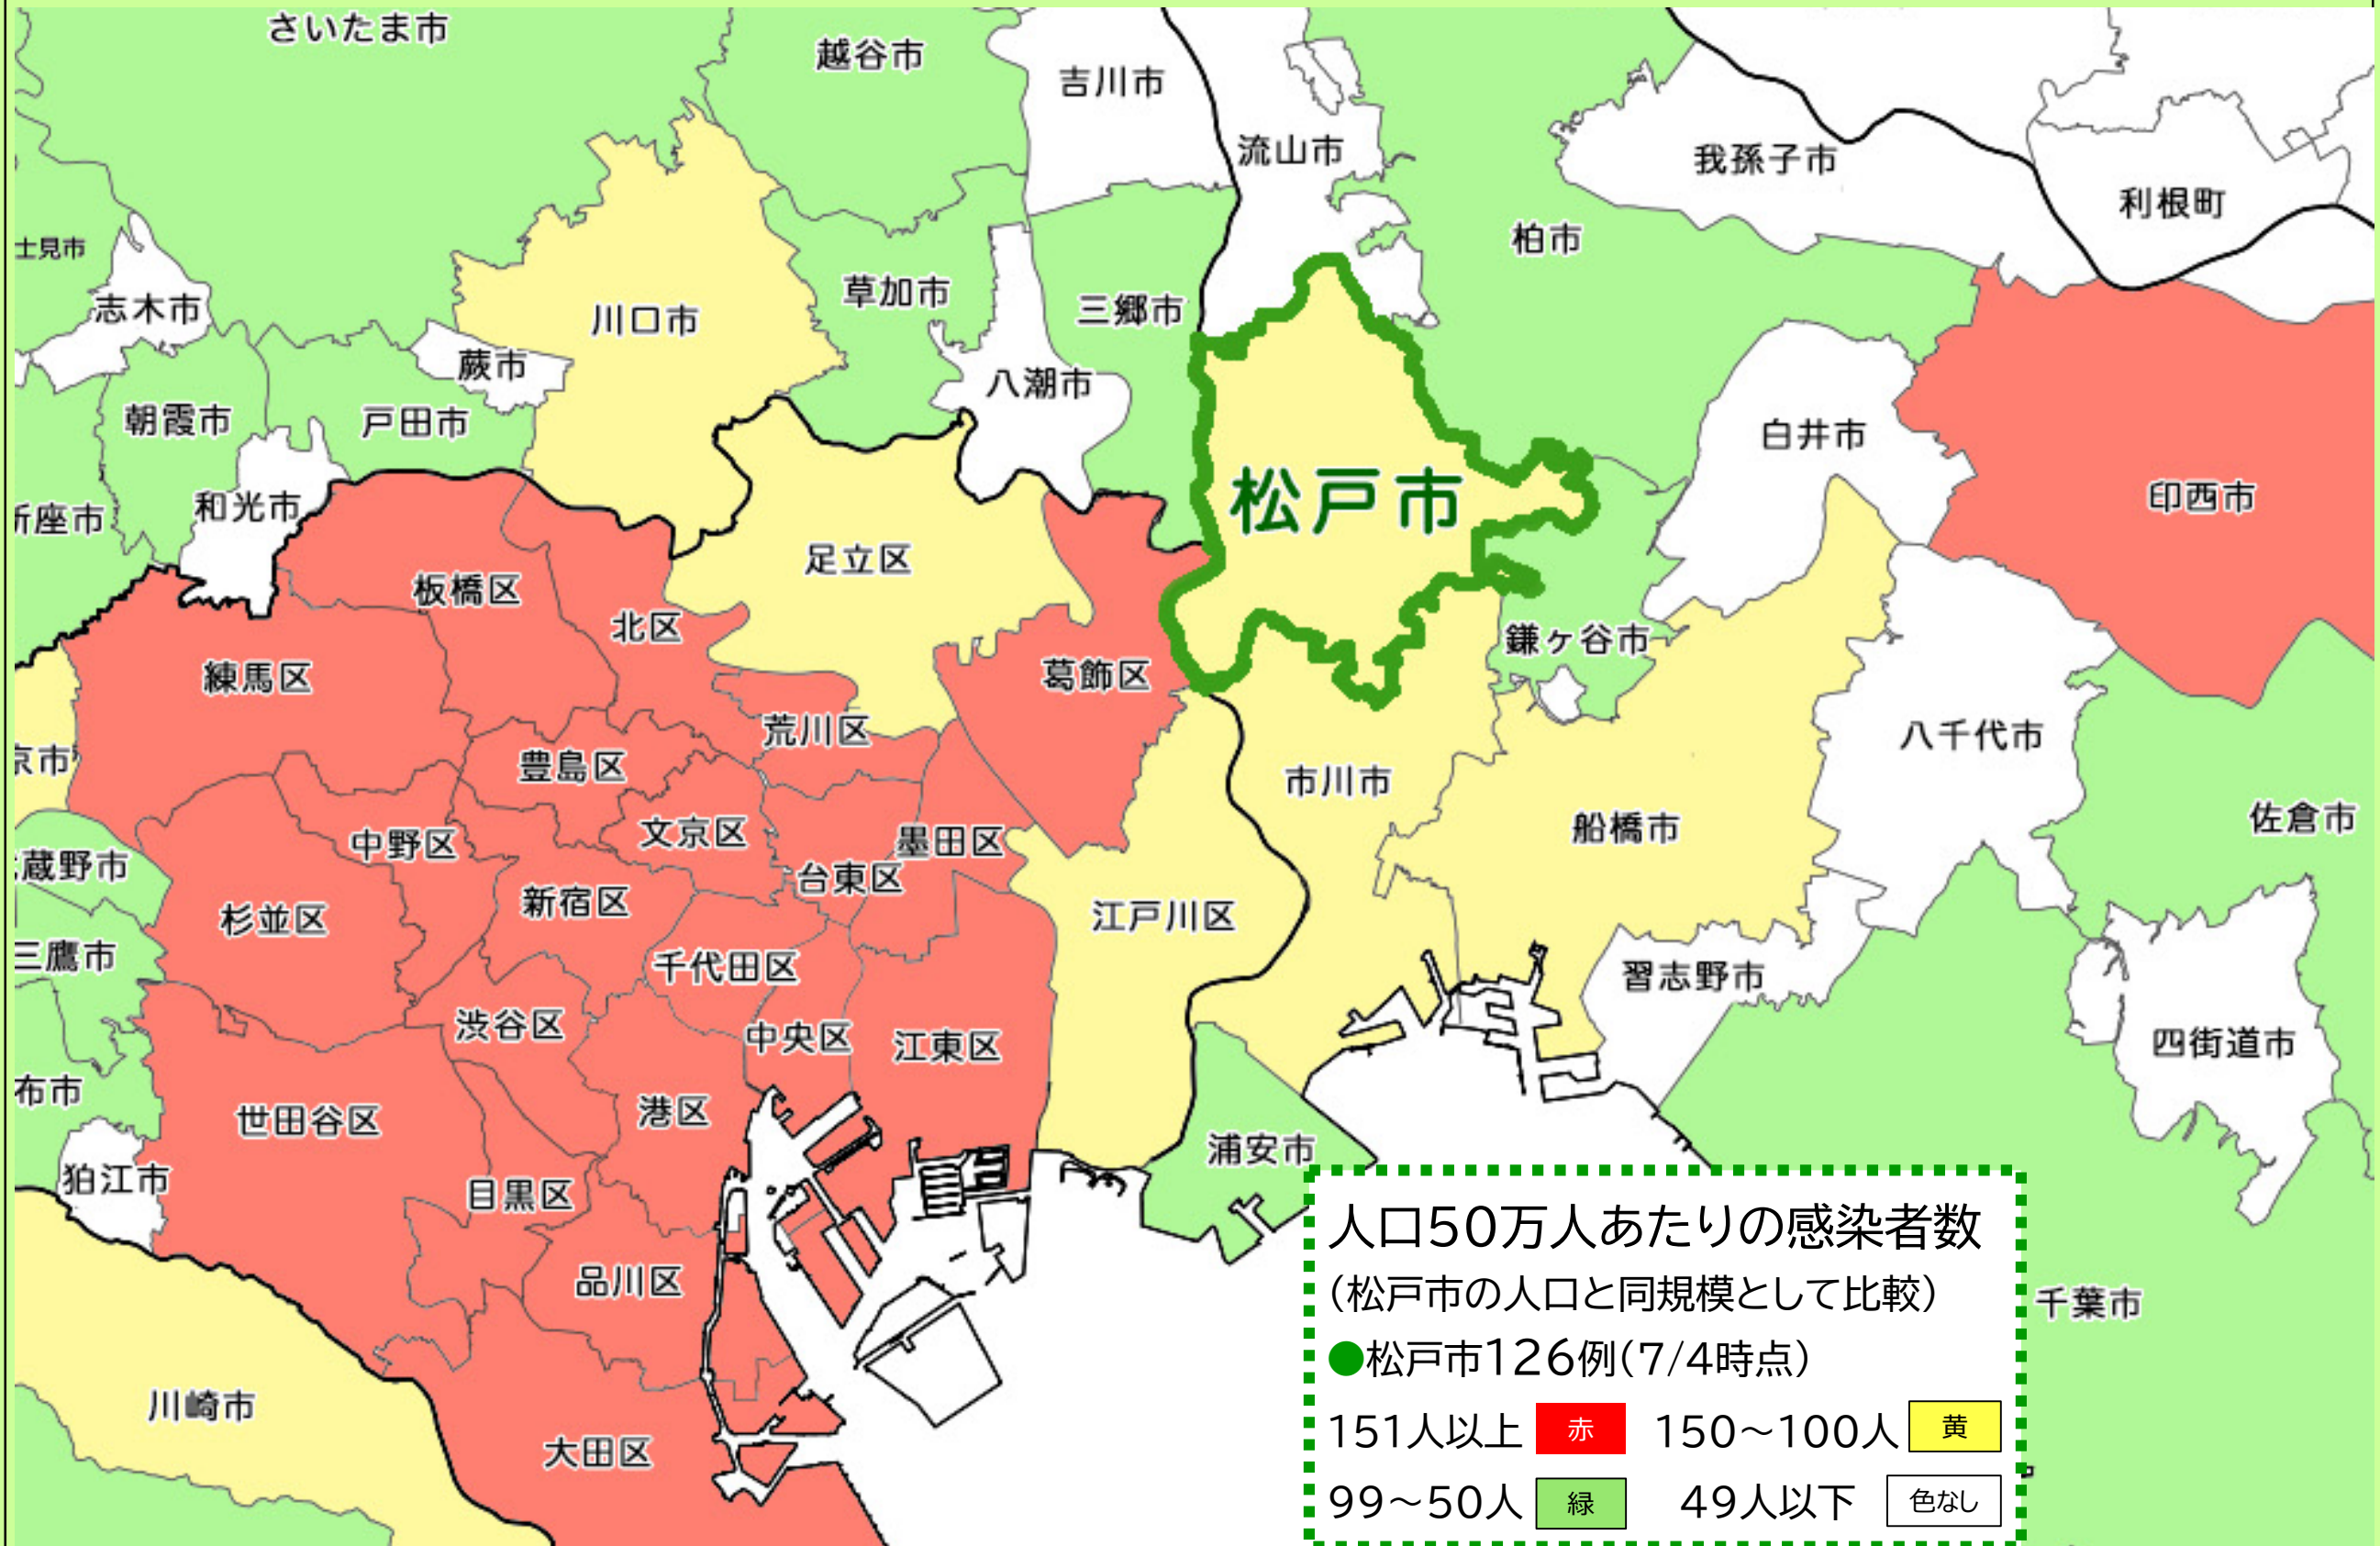 さいたま市
越谷市
吉川市
流山市
我孫子市
利根町
柏市
士見市
志木市
川口市
草加市
三郷市
蕨市
八潮市
朝霞市
戸田市
白井市
和光市
松戸市
印西市
座市
足立区
板橋区
北区
鎌ヶ谷市
練馬区
葛飾区
荒川区
八千代市
京市
豊島区
市川市
佐倉市
船橋市
中野区
文京区
墨田区
蔵野市
台東区
新宿区
杉並区
江戸川区
三鷹市
千代田区
習志野市
渋谷区
中央区
江東区
四街道市
布市
世田谷区
港区
浦安市
狛江市
目黒区
品川区
千葉市
川崎市
大田区
人口50万人あたりの感染者数
（松戸市の人口と同規模として比較）
●松戸市126例（7/4時点）
151人以上 赤 150～100人 黄
99～50人 緑 49人以下 色なし